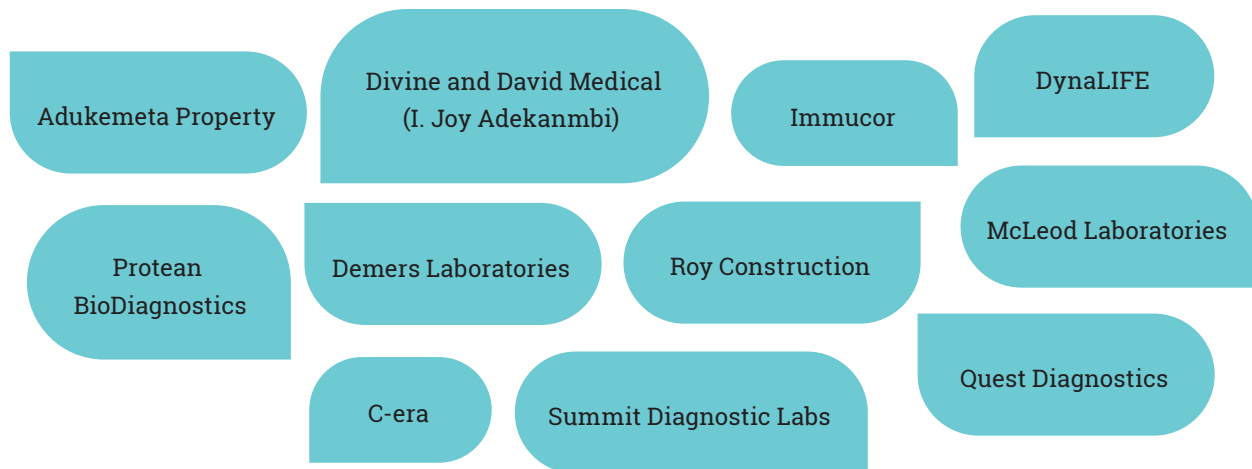 Adukemeta Property
Divine and David Medical
(I. Joy Adekanmbi)
Immucor
DynaLIFE
Protean
BioDiagnostics
Demers Laboratories
Roy Construction
McLeod Laboratories
C-era
Summit Diagnostic Labs
Quest Diagnostics